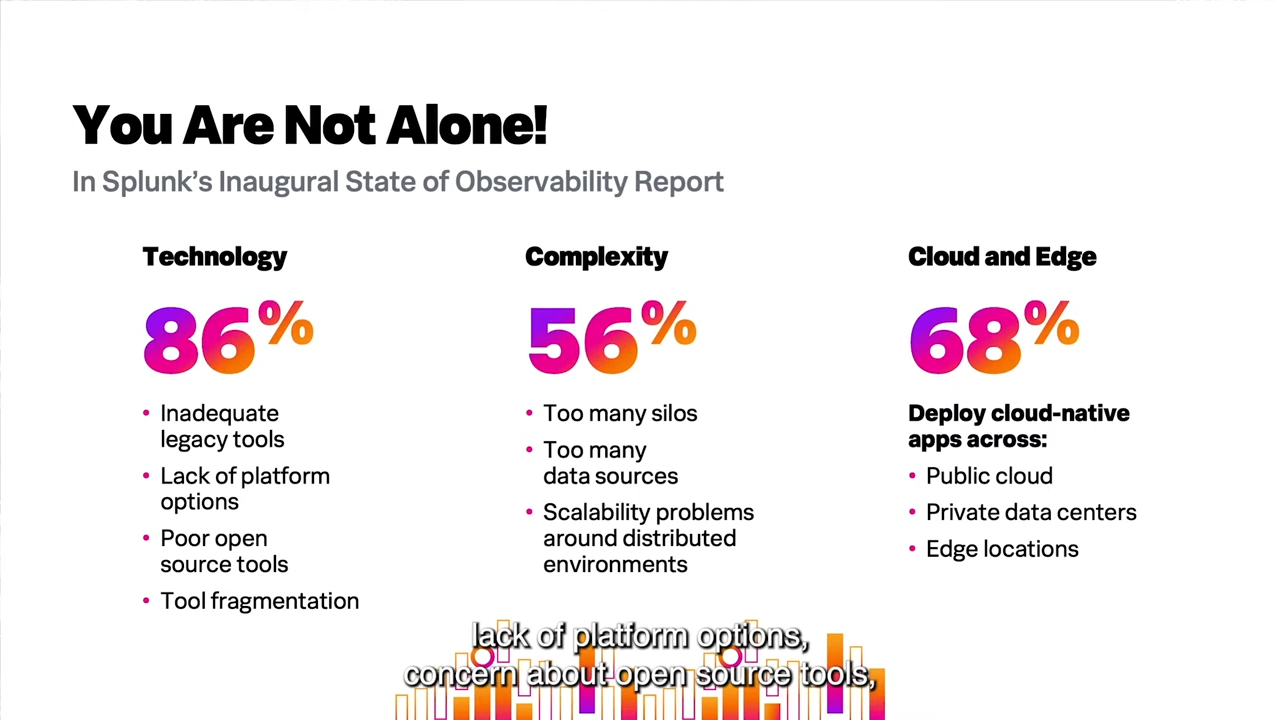 You Are Not Alone!
In Splunk’s Inaugural State of Observability Report
Technology
86%
• Inadequate
legacy tools
• Lack of platform
options
• Poor open
source tools
• Tool fragmentation
Complexity
56%
• Too many silos
• Too many
data sources
• Scalability problems
around distributed
environments
Cloud and Edge
68%
Deploy cloud-native
apps across:
• Public cloud
• Private data centers
• Edge locations
lack of platform options,
concern about open source tools,